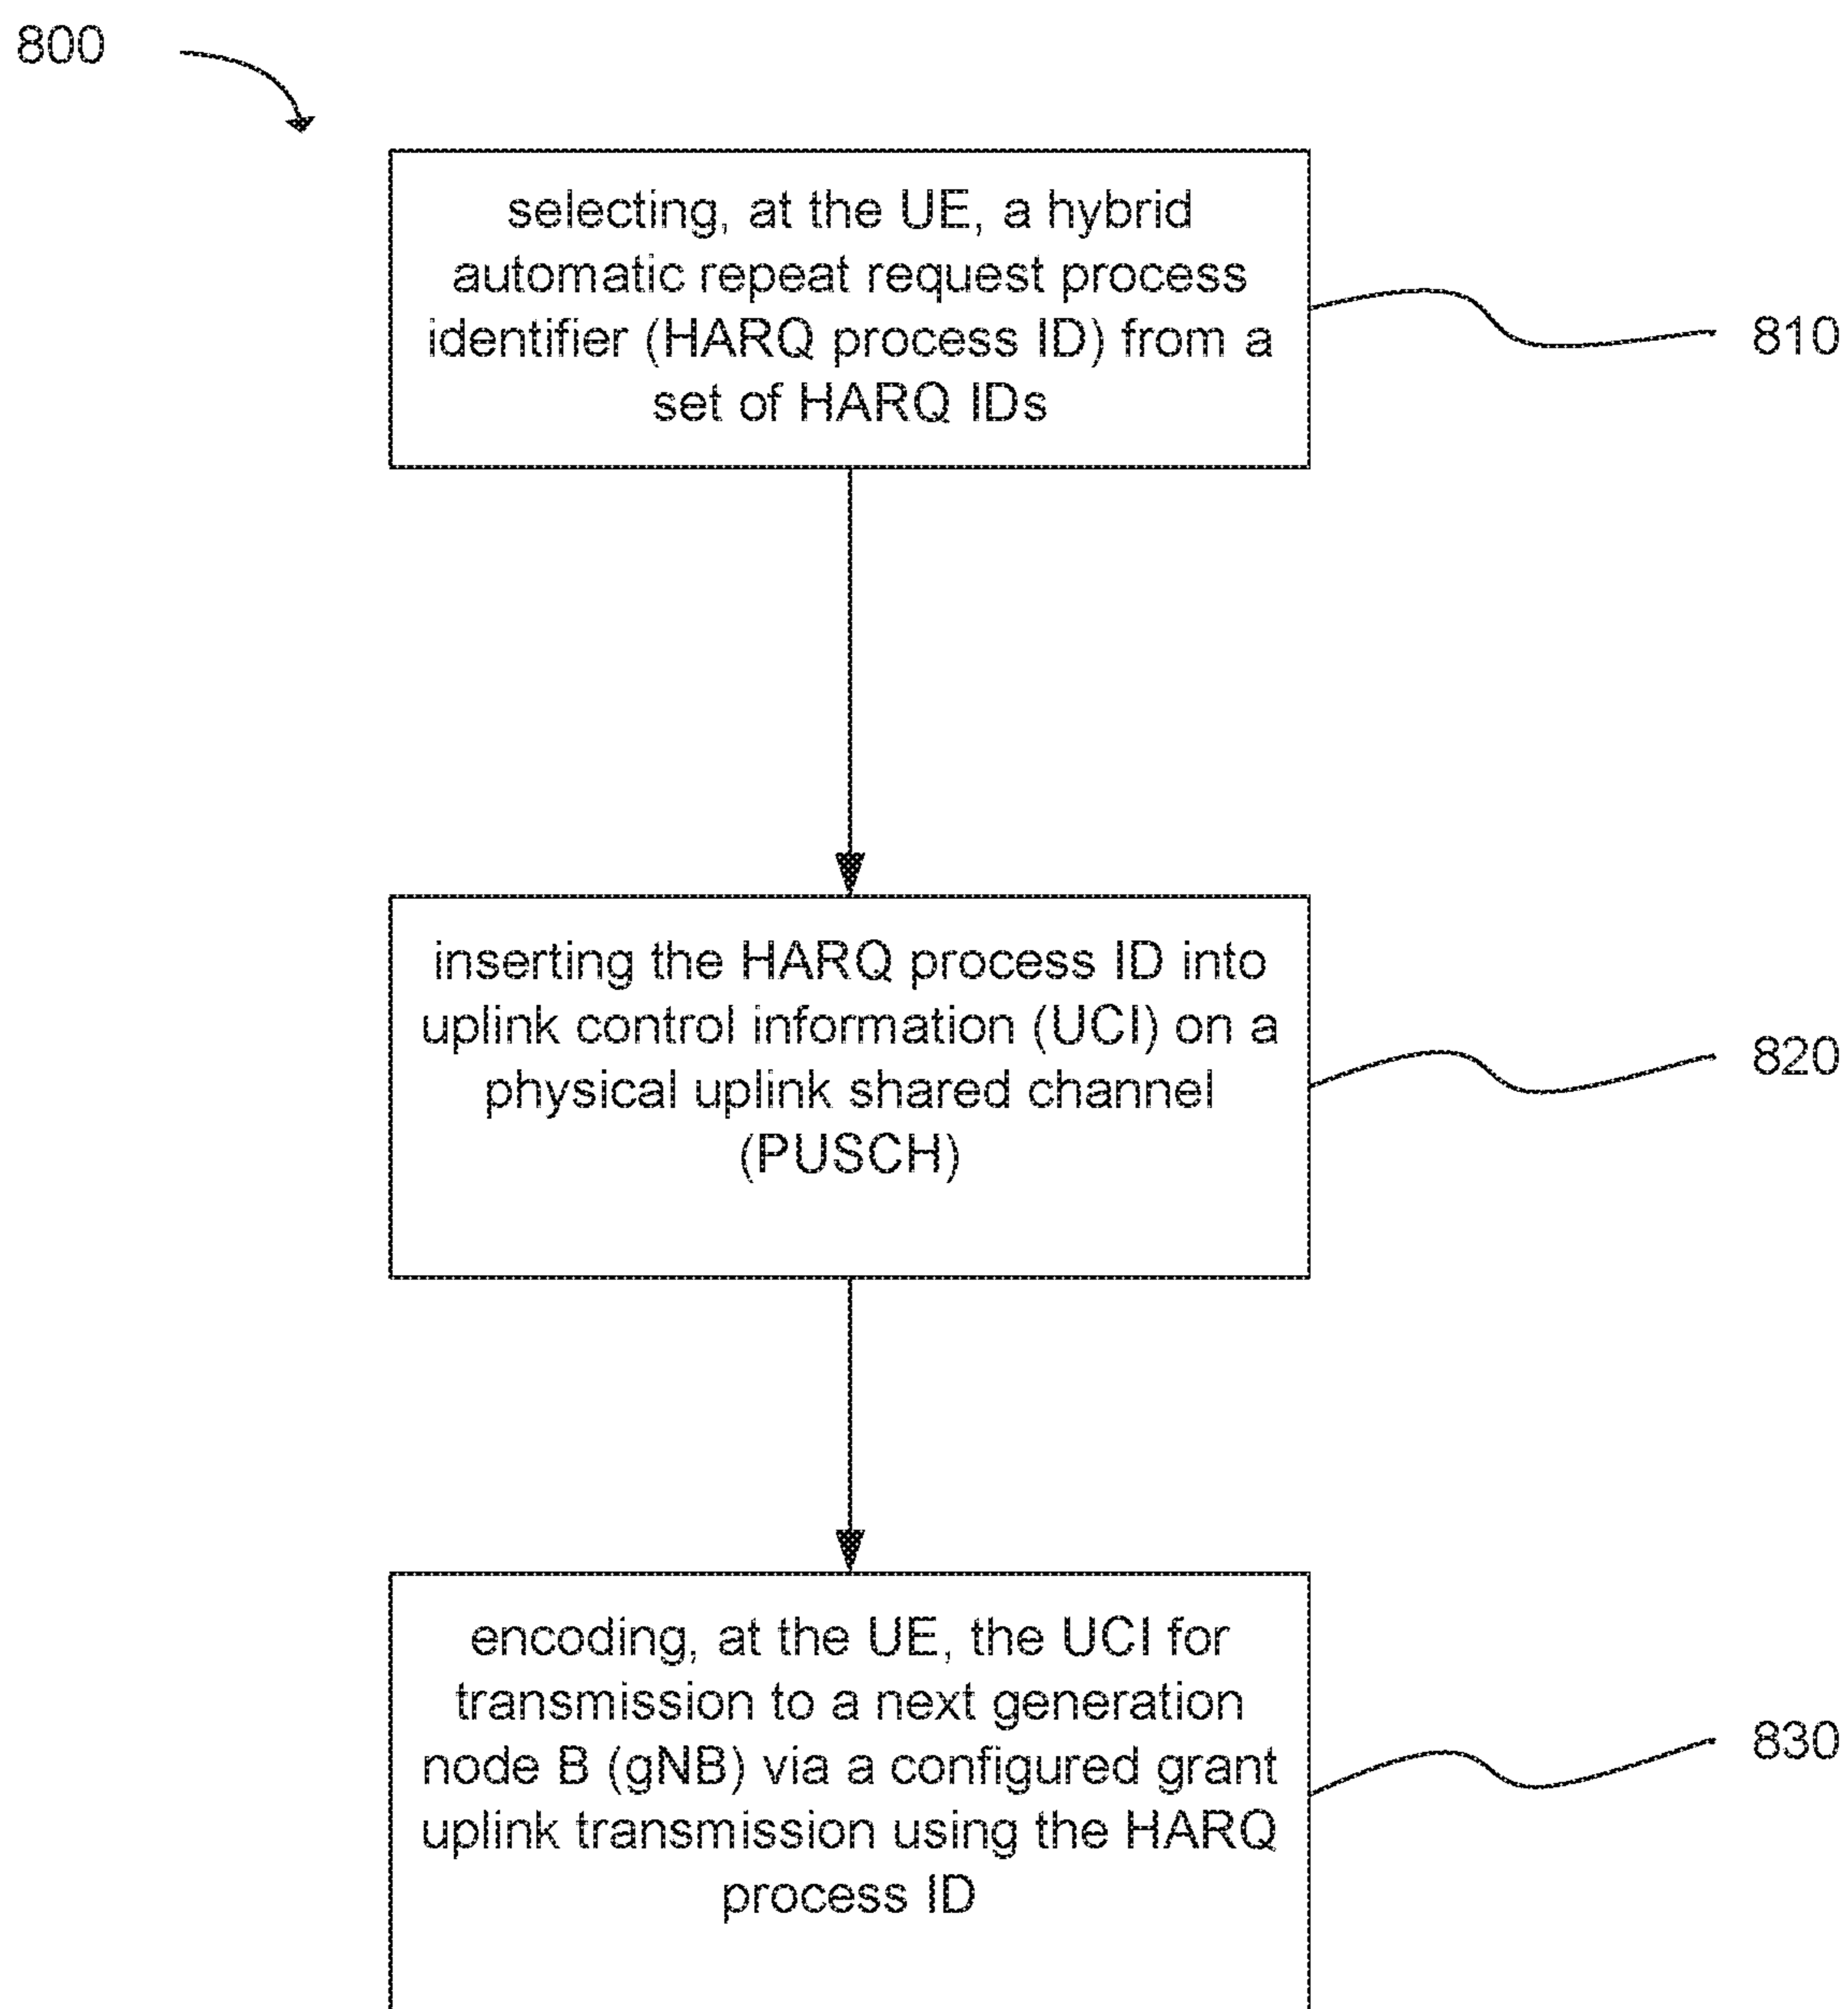 800
selecting, at the UE, a hybrid
automatic repeat request process
identifier (HARQ process ID) from a
set of HARQ IDs
810
inserting the HARQ process ID into
uplink control information (UCI) on a
physical uplink shared channel
(PUSCH)
820
encoding, at the UE, the UCI for
transmission to a next generation
node B (gNB) via a configured grant
uplink transmission using the HARQ
process ID
830